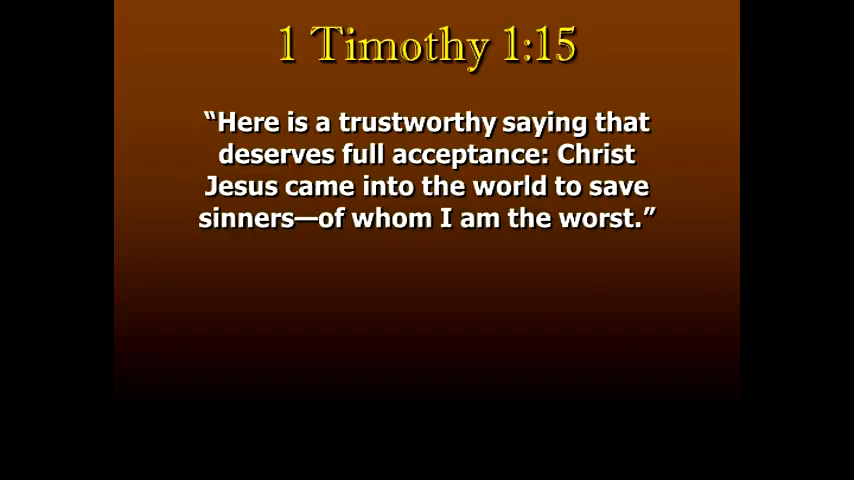 1 Timothy 1:15
“Here is a trustworthy saying that
deserves full acceptance: Christ
Jesus came into the world to save
sinners—of whom I am the worst.”